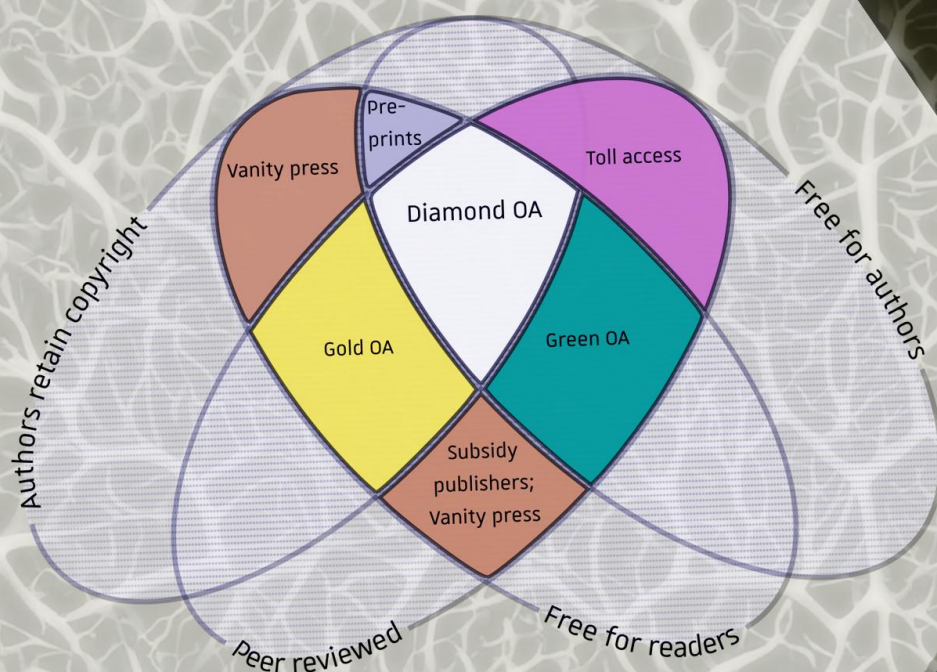 Pre-
prints
Vanity press
Toll access
Diamond OA
Free for authors
Authors retain copyright
Gold OA
Green OA
Subsidy
publishers;
Vanity press
Peer reviewed
Free for readers